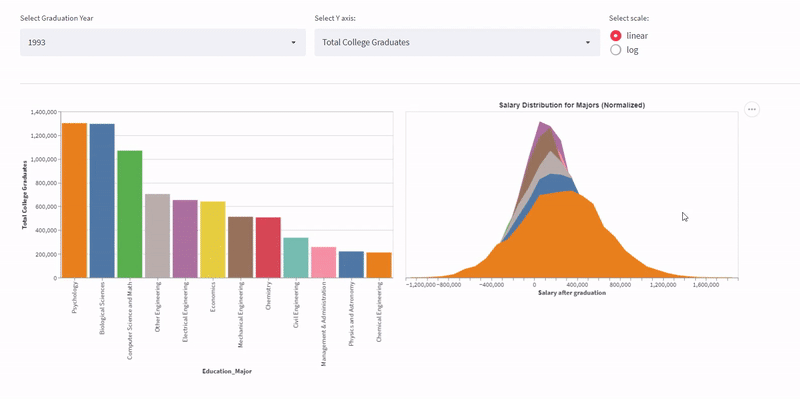 Select Graduation Year
1993
Select Y axis:
Total College Graduates
Select scale:
linear
log
Salary Distribution for Majors (Normalized)
1,400,000
1,200,000
1,000,000
800,000
600,000
400,000
200,000
0
Total College Graduates
Psychology
Biological Sciences
Computer Science and Math
Other Engineering
Electrical Engineering
Economics
Mechanical Engineering
Chemistry
Civil Engineering
Management & Administration
Physics and Astronomy
Chemical Engineering
Education_Major
−1,200,000
−800,000
−400,000
0
400,000
800,000
1,200,000
1,600,000
Salary after graduation